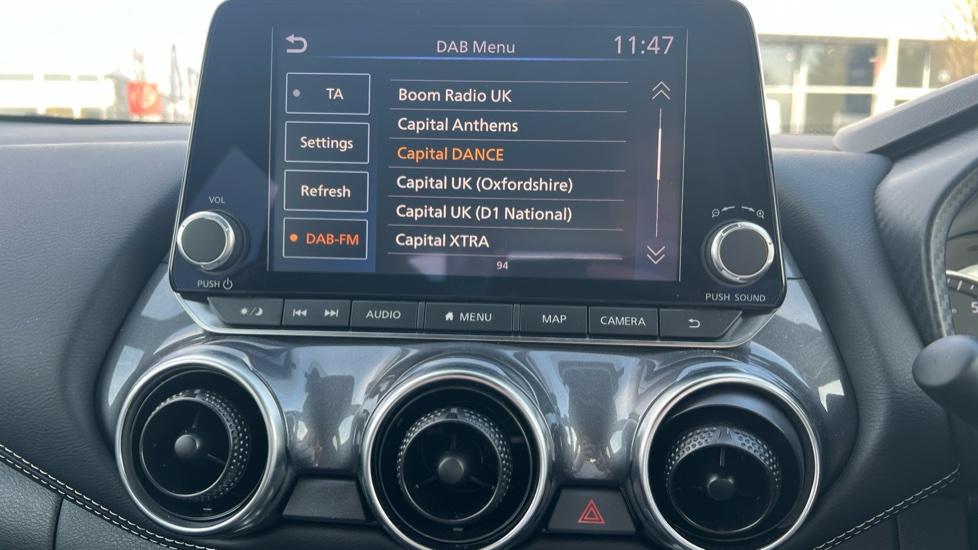 DAB Menu
11:47
TA
Settings
Refresh
DAB-FM
Boom Radio UK
Capital Anthems
Capital DANCE
Capital UK (Oxfordshire)
Capital UK (D1 National)
Capital XTRA
94
VOL
PUSH
PUSH SOUND
AUDIO
MENU
MAP
CAMERA
5